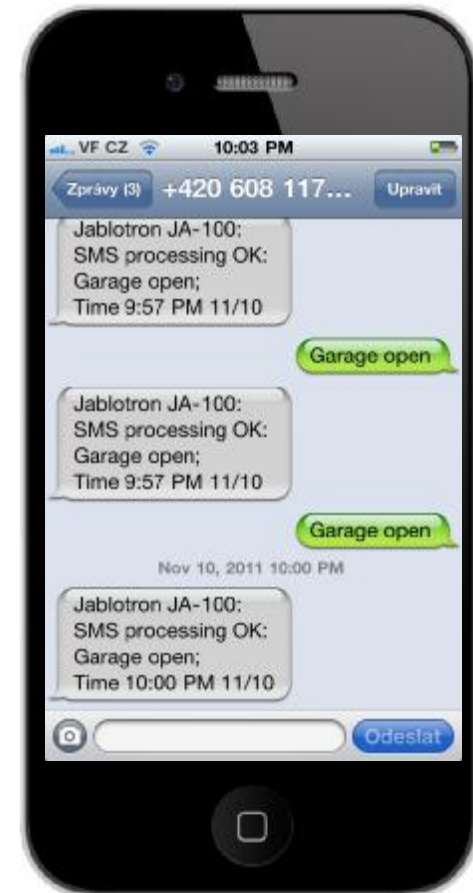 VF CZ 10:03 PM
Zprávy (3) +420 608 117... Upravit
Jablotron JA-100:
SMS processing OK:
Garage open;
Time 9:57 PM 11/10
Garage open
Jablotron JA-100:
SMS processing OK:
Garage open;
Time 9:57 PM 11/10
Garage open
Nov 10, 2011 10:00 PM
Jablotron JA-100:
SMS processing OK:
Garage open;
Time 10:00 PM 11/10
Odeslat